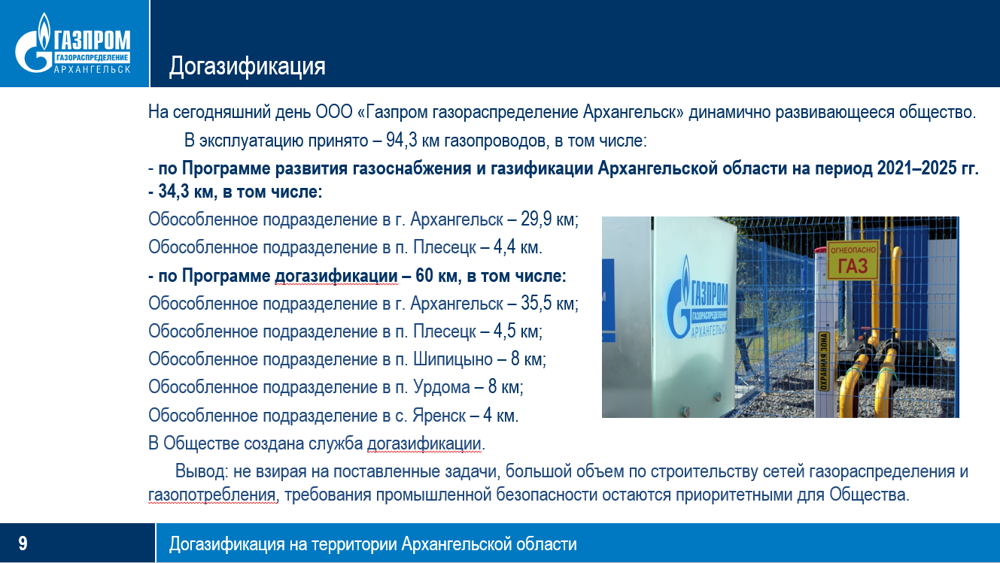 ГАЗПРОМ
ГАЗОРАСПРЕДЕЛЕНИЕ
АРХАНГЕЛЬСК
Догазификация
На сегодняшний день ООО «Газпром газораспределение Архангельск» динамично развивающееся общество.
В эксплуатацию принято – 94,3 км газопроводов, в том числе:
- по Программе развития газоснабжения и газификации Архангельской области на период 2021–2025 гг.
- 34,3 км, в том числе:
Обособленное подразделение в г. Архангельск – 29,9 км;
Обособленное подразделение в п. Плесецк – 4,4 км.
- по Программе догазификации – 60 км, в том числе:
Обособленное подразделение в г. Архангельск – 35,5 км;
Обособленное подразделение в п. Плесецк – 4,5 км;
Обособленное подразделение в п. Шипицыно – 8 км;
Обособленное подразделение в п. Урдома – 8 км;
Обособленное подразделение в с. Яренск – 4 км.
ГАЗПРОМ
ГАЗОРАСПРЕДЕЛЕНИЕ
АРХАНГЕЛЬСК
ОГНЕОПАСНО
ГАЗ
ОХРАННАЯ ЗОНА
В Обществе создана служба догазификации.
Вывод: не взирая на поставленные задачи, большой объем по строительству сетей газораспределения и
газопотребления, требования промышленной безопасности остаются приоритетными для Общества.
9
Догазификация на территории Архангельской области